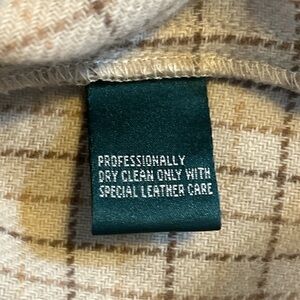 PROFESSIONALLY
DRY CLEAN ONLY WITH
SPECIAL LEATHER CARE